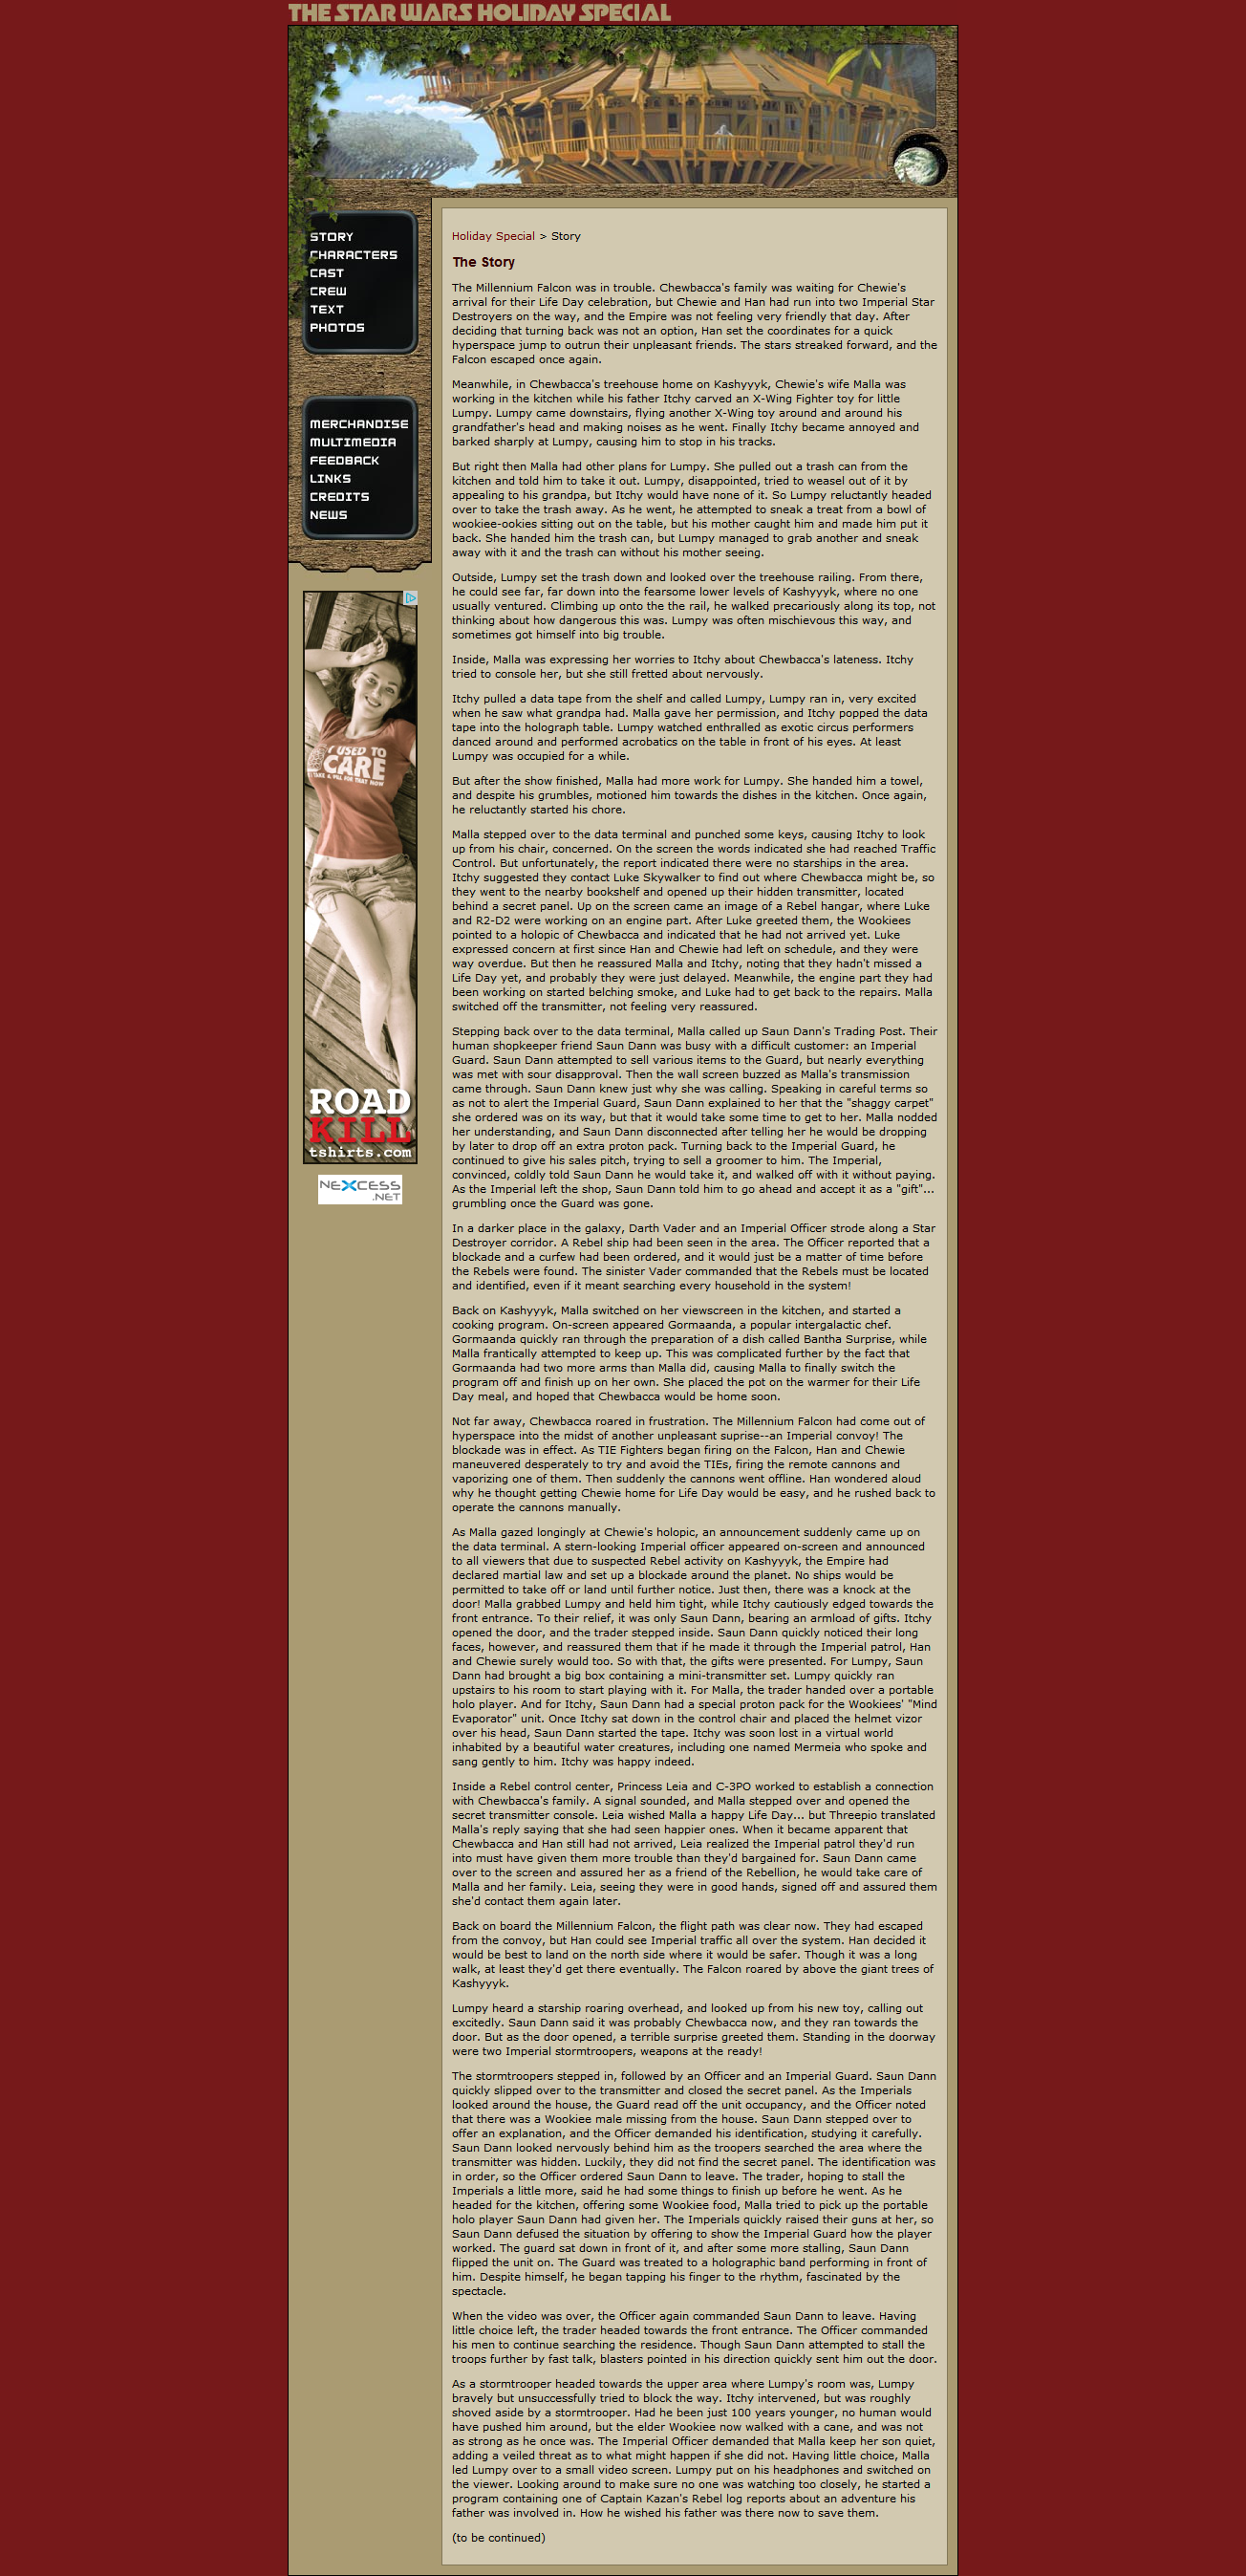 THE STAR WARS HOLIDAY SPECIAL
STORY
CHARACTERS
CAST
CREW
TEXT
PHOTOS
MERCHANDISE
MULTIMEDIA
FEEDBACK
LINKS
CREDITS
NEWS
I USED TO
CARE
I TAKE A PILL FOR THAT NOW
ROAD
KILL
tshirts.com
NEXCESS
.NET
Holiday Special > Story
The Story
The Millennium Falcon was in trouble. Chewbacca's family was waiting for Chewie's
arrival for their Life Day celebration, but Chewie and Han had run into two Imperial Star
Destroyers on the way, and the Empire was not feeling very friendly that day. After
deciding that turning back was not an option, Han set the coordinates for a quick
hyperspace jump to outrun their unpleasant friends. The stars streaked forward, and the
Falcon escaped once again.
Meanwhile, in Chewbacca's treehouse home on Kashyyyk, Chewie's wife Malla was
working in the kitchen while his father Itchy carved an X-Wing Fighter toy for little
Lumpy. Lumpy came downstairs, flying another X-Wing toy around and around his
grandfather's head and making noises as he went. Finally Itchy became annoyed and
barked sharply at Lumpy, causing him to stop in his tracks.
But right then Malla had other plans for Lumpy. She pulled out a trash can from the
kitchen and told him to take it out. Lumpy, disappointed, tried to weasel out of it by
appealing to his grandpa, but Itchy would have none of it. So Lumpy reluctantly headed
over to take the trash away. As he went, he attempted to sneak a treat from a bowl of
wookiee-ookies sitting out on the table, but his mother caught him and made him put it
back. She handed him the trash can, but Lumpy managed to grab another and sneak
away with it and the trash can without his mother seeing.
Outside, Lumpy set the trash down and looked over the treehouse railing. From there,
he could see far, far down into the fearsome lower levels of Kashyyyk, where no one
usually ventured. Climbing up onto the the rail, he walked precariously along its top, not
thinking about how dangerous this was. Lumpy was often mischievous this way, and
sometimes got himself into big trouble.
Inside, Malla was expressing her worries to Itchy about Chewbacca's lateness. Itchy
tried to console her, but she still fretted about nervously.
Itchy pulled a data tape from the shelf and called Lumpy, Lumpy ran in, very excited
when he saw what grandpa had. Malla gave her permission, and Itchy popped the data
tape into the holograph table. Lumpy watched enthralled as exotic circus performers
danced around and performed acrobatics on the table in front of his eyes. At least
Lumpy was occupied for a while.
But after the show finished, Malla had more work for Lumpy. She handed him a towel,
and despite his grumbles, motioned him towards the dishes in the kitchen. Once again,
he reluctantly started his chore.
Malla stepped over to the data terminal and punched some keys, causing Itchy to look
up from his chair, concerned. On the screen the words indicated she had reached Traffic
Control. But unfortunately, the report indicated there were no starships in the area.
Itchy suggested they contact Luke Skywalker to find out where Chewbacca might be, so
they went to the nearby bookshelf and opened up their hidden transmitter, located
behind a secret panel. Up on the screen came an image of a Rebel hangar, where Luke
and R2-D2 were working on an engine part. After Luke greeted them, the Wookiees
pointed to a holopic of Chewbacca and indicated that he had not arrived yet. Luke
expressed concern at first since Han and Chewie had left on schedule, and they were
way overdue. But then he reassured Malla and Itchy, noting that they hadn't missed a
Life Day yet, and probably they were just delayed. Meanwhile, the engine part they had
been working on started belching smoke, and Luke had to get back to the repairs. Malla
switched off the transmitter, not feeling very reassured.
Stepping back over to the data terminal, Malla called up Saun Dann's Trading Post. Their
human shopkeeper friend Saun Dann was busy with a difficult customer: an Imperial
Guard. Saun Dann attempted to sell various items to the Guard, but nearly everything
was met with sour disapproval. Then the wall screen buzzed as Malla's transmission
came through. Saun Dann knew just why she was calling. Speaking in careful terms so
as not to alert the Imperial Guard, Saun Dann explained to her that the "shaggy carpet"
she ordered was on its way, but that it would take some time to get to her. Malla nodded
her understanding, and Saun Dann disconnected after telling her he would be dropping
by later to drop off an extra proton pack. Turning back to the Imperial Guard, he
continued to give his sales pitch, trying to sell a groomer to him. The Imperial,
convinced, coldly told Saun Dann he would take it, and walked off with it without paying.
As the Imperial left the shop, Saun Dann told him to go ahead and accept it as a "gift"...
grumbling once the Guard was gone.
In a darker place in the galaxy, Darth Vader and an Imperial Officer strode along a Star
Destroyer corridor. A Rebel ship had been seen in the area. The Officer reported that a
blockade and a curfew had been ordered, and it would just be a matter of time before
the Rebels were found. The sinister Vader commanded that the Rebels must be located
and identified, even if it meant searching every household in the system!
Back on Kashyyyk, Malla switched on her viewscreen in the kitchen, and started a
cooking program. On-screen appeared Gormaanda, a popular intergalactic chef.
Gormaanda quickly ran through the preparation of a dish called Bantha Surprise, while
Malla frantically attempted to keep up. This was complicated further by the fact that
Gormaanda had two more arms than Malla did, causing Malla to finally switch the
program off and finish up on her own. She placed the pot on the warmer for their Life
Day meal, and hoped that Chewbacca would be home soon.
Not far away, Chewbacca roared in frustration. The Millennium Falcon had come out of
hyperspace into the midst of another unpleasant suprise--an Imperial convoy! The
blockade was in effect. As TIE Fighters began firing on the Falcon, Han and Chewie
maneuvered desperately to try and avoid the TIEs, firing the remote cannons and
vaporizing one of them. Then suddenly the cannons went offline. Han wondered aloud
why he thought getting Chewie home for Life Day would be easy, and he rushed back to
operate the cannons manually.
As Malla gazed longingly at Chewie's holopic, an announcement suddenly came up on
the data terminal. A stern-looking Imperial officer appeared on-screen and announced
to all viewers that due to suspected Rebel activity on Kashyyyk, the Empire had
declared martial law and set up a blockade around the planet. No ships would be
permitted to take off or land until further notice. Just then, there was a knock at the
door! Malla grabbed Lumpy and held him tight, while Itchy cautiously edged towards the
front entrance. To their relief, it was only Saun Dann, bearing an armload of gifts. Itchy
opened the door, and the trader stepped inside. Saun Dann quickly noticed their long
faces, however, and reassured them that if he made it through the Imperial patrol, Han
and Chewie surely would too. So with that, the gifts were presented. For Lumpy, Saun
Dann had brought a big box containing a mini-transmitter set. Lumpy quickly ran
upstairs to his room to start playing with it. For Malla, the trader handed over a portable
holo player. And for Itchy, Saun Dann had a special proton pack for the Wookiees' "Mind
Evaporator" unit. Once Itchy sat down in the control chair and placed the helmet vizor
over his head, Saun Dann started the tape. Itchy was soon lost in a virtual world
inhabited by a beautiful water creatures, including one named Mermeia who spoke and
sang gently to him. Itchy was happy indeed.
Inside a Rebel control center, Princess Leia and C-3PO worked to establish a connection
with Chewbacca's family. A signal sounded, and Malla stepped over and opened the
secret transmitter console. Leia wished Malla a happy Life Day... but Threepio translated
Malla's reply saying that she had seen happier ones. When it became apparent that
Chewbacca and Han still had not arrived, Leia realized the Imperial patrol they'd run
into must have given them more trouble than they'd bargained for. Saun Dann came
over to the screen and assured her as a friend of the Rebellion, he would take care of
Malla and her family. Leia, seeing they were in good hands, signed off and assured them
she'd contact them again later.
Back on board the Millennium Falcon, the flight path was clear now. They had escaped
from the convoy, but Han could see Imperial traffic all over the system. Han decided it
would be best to land on the north side where it would be safer. Though it was a long
walk, at least they'd get there eventually. The Falcon roared by above the giant trees of
Kashyyyk.
Lumpy heard a starship roaring overhead, and looked up from his new toy, calling out
excitedly. Saun Dann said it was probably Chewbacca now, and they ran towards the
door. But as the door opened, a terrible surprise greeted them. Standing in the doorway
were two Imperial stormtroopers, weapons at the ready!
The stormtroopers stepped in, followed by an Officer and an Imperial Guard. Saun Dann
quickly slipped over to the transmitter and closed the secret panel. As the Imperials
looked around the house, the Guard read off the unit occupancy, and the Officer noted
that there was a Wookiee male missing from the house. Saun Dann stepped over to
offer an explanation, and the Officer demanded his identification, studying it carefully.
Saun Dann looked nervously behind him as the troopers searched the area where the
transmitter was hidden. Luckily, they did not find the secret panel. The identification was
in order, so the Officer ordered Saun Dann to leave. The trader, hoping to stall the
Imperials a little more, said he had some things to finish up before he went. As he
headed for the kitchen, offering some Wookiee food, Malla tried to pick up the portable
holo player Saun Dann had given her. The Imperials quickly raised their guns at her, so
Saun Dann defused the situation by offering to show the Imperial Guard how the player
worked. The guard sat down in front of it, and after some more stalling, Saun Dann
flipped the unit on. The Guard was treated to a holographic band performing in front of
him. Despite himself, he began tapping his finger to the rhythm, fascinated by the
spectacle.
When the video was over, the Officer again commanded Saun Dann to leave. Having
little choice left, the trader headed towards the front entrance. The Officer commanded
his men to continue searching the residence. Though Saun Dann attempted to stall the
troops further by fast talk, blasters pointed in his direction quickly sent him out the door.
As a stormtrooper headed towards the upper area where Lumpy's room was, Lumpy
bravely but unsuccessfully tried to block the way. Itchy intervened, but was roughly
shoved aside by a stormtrooper. Had he been just 100 years younger, no human would
have pushed him around, but the elder Wookiee now walked with a cane, and was not
as strong as he once was. The Imperial Officer demanded that Malla keep her son quiet,
adding a veiled threat as to what might happen if she did not. Having little choice, Malla
led Lumpy over to a small video screen. Lumpy put on his headphones and switched on
the viewer. Looking around to make sure no one was watching too closely, he started a
program containing one of Captain Kazan's Rebel log reports about an adventure his
father was involved in. How he wished his father was there now to save them.
(to be continued)